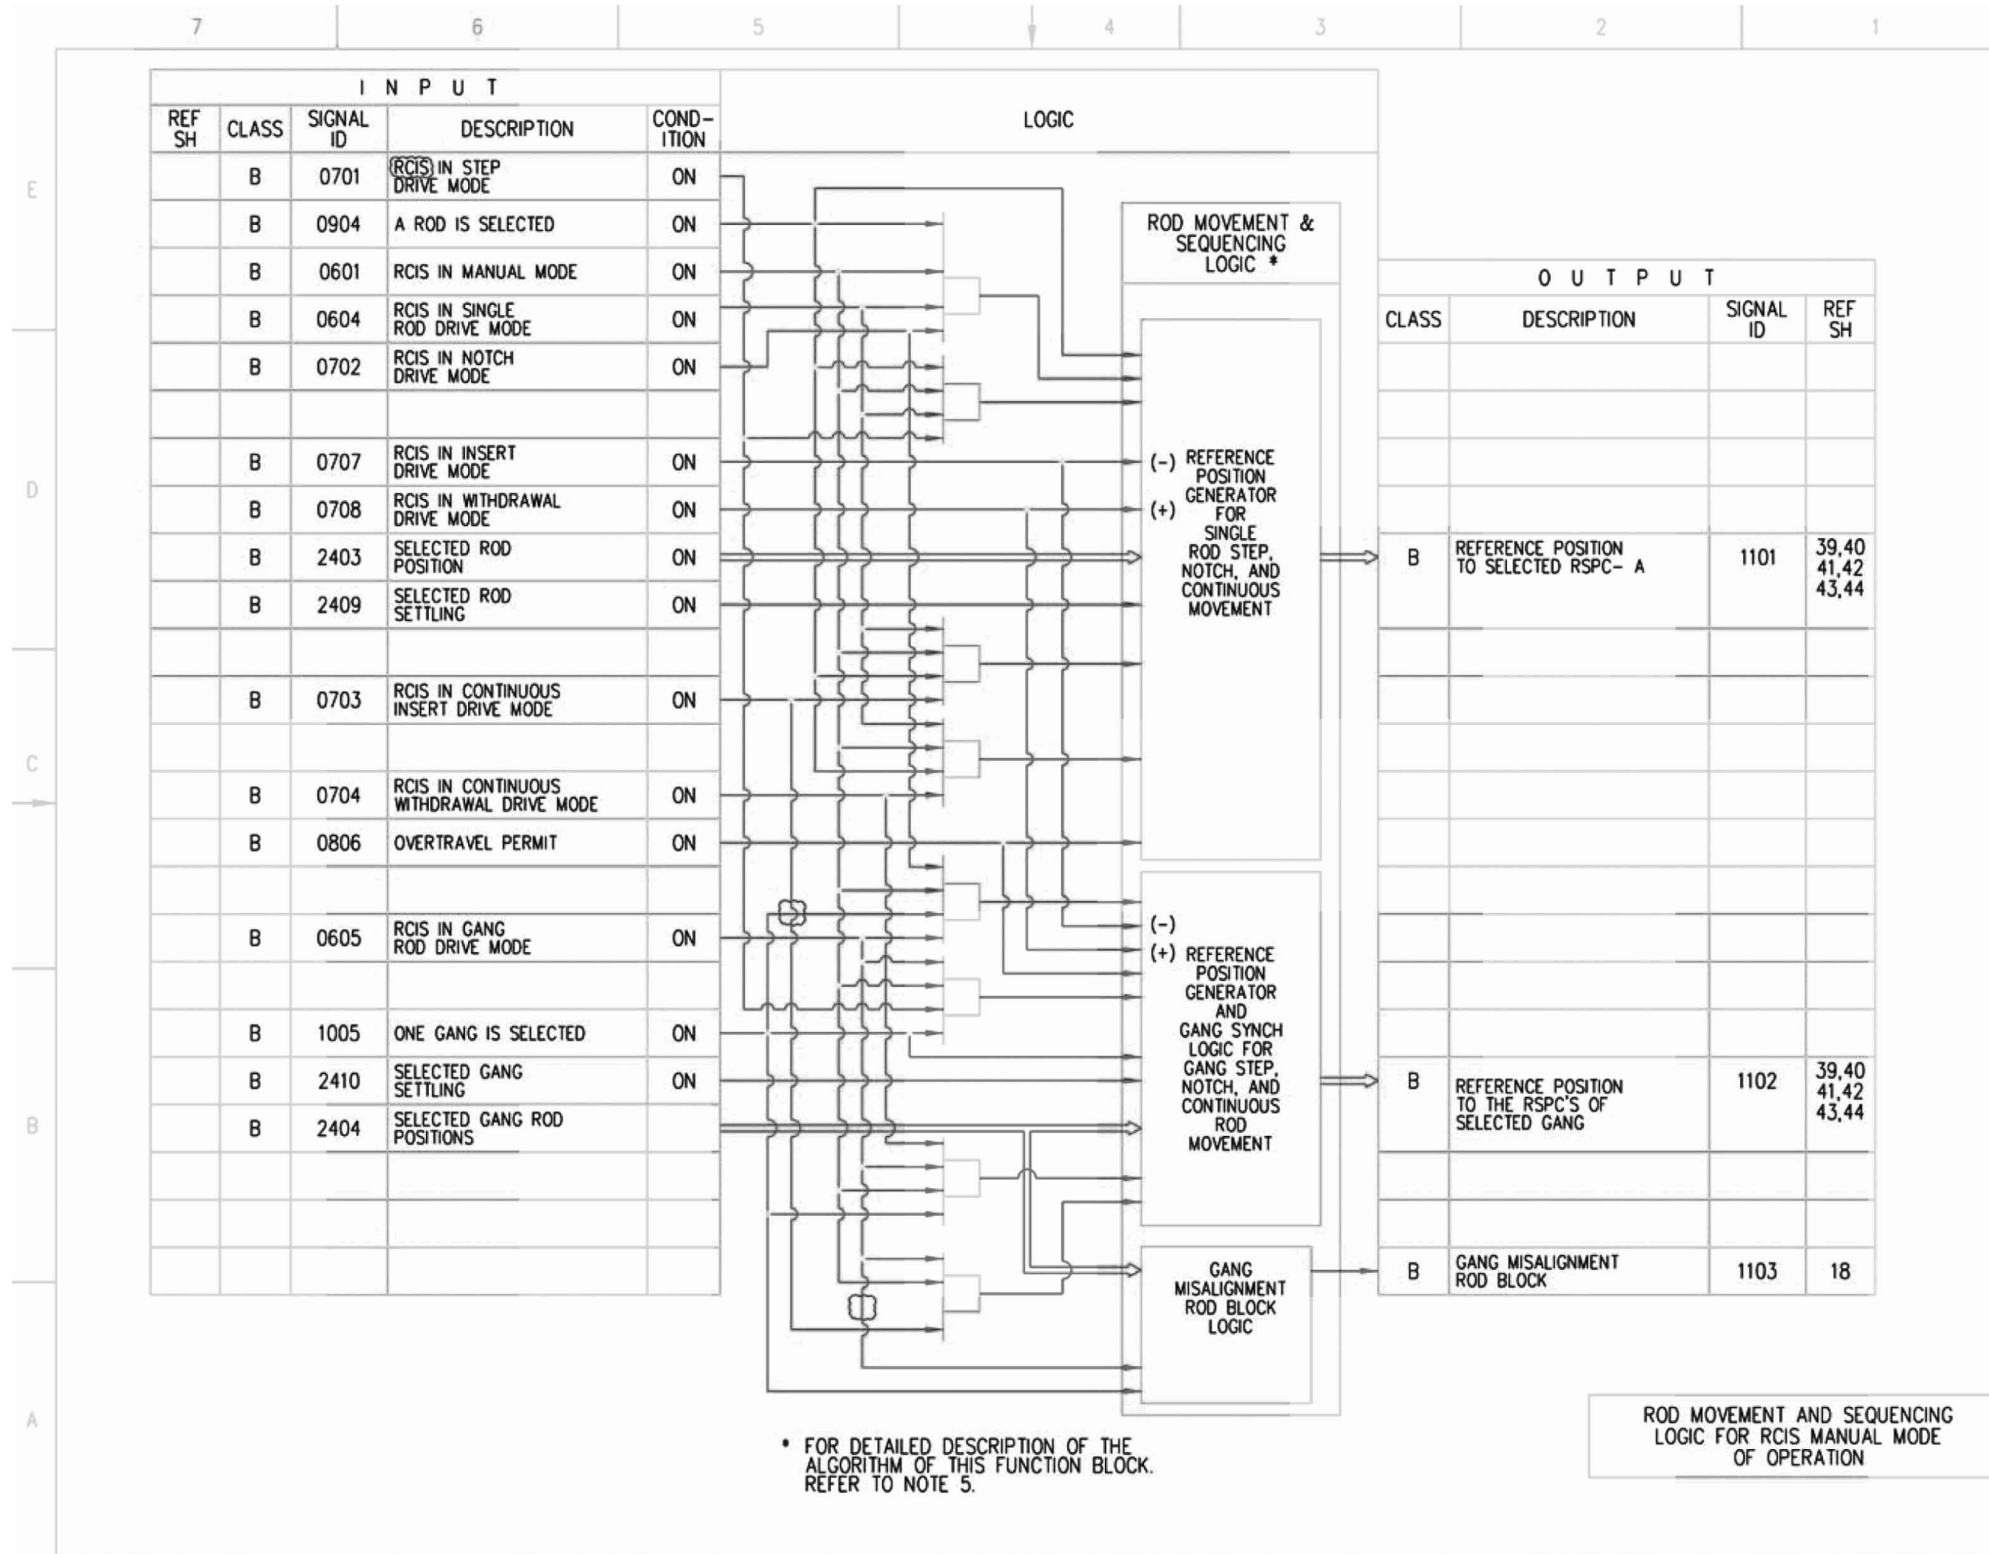 7 6 5 4 3 2 1
E
D
C
B
A
I N P U T
REF SH
CLASS
SIGNAL ID
DESCRIPTION
COND-ITION
LOGIC
B 0701 RCIS IN STEP
DRIVE MODE ON
B 0904 A ROD IS SELECTED ON
B 0601 RCIS IN MANUAL MODE ON
B 0604 RCIS IN SINGLE
ROD DRIVE MODE ON
B 0702 RCIS IN NOTCH
DRIVE MODE ON
B 0707 RCIS IN INSERT
DRIVE MODE ON
B 0708 RCIS IN WITHDRAWAL
DRIVE MODE ON
B 2403 SELECTED ROD
POSITION ON
B 2409 SELECTED ROD
SETTLING ON
B 0703 RCIS IN CONTINUOUS
INSERT DRIVE MODE ON
B 0704 RCIS IN CONTINUOUS
WITHDRAWAL DRIVE MODE ON
B 0806 OVERTRAVEL PERMIT ON
B 0605 RCIS IN GANG
ROD DRIVE MODE ON
B 1005 ONE GANG IS SELECTED ON
B 2410 SELECTED GANG
SETTLING ON
B 2404 SELECTED GANG ROD
POSITIONS
ROD MOVEMENT &
SEQUENCING
LOGIC *
(-) REFERENCE
POSITION
GENERATOR
(+) FOR
SINGLE
ROD STEP,
NOTCH, AND
CONTINUOUS
MOVEMENT
(-)
(+) REFERENCE
POSITION
GENERATOR
AND
GANG SYNCH
LOGIC FOR
GANG STEP,
NOTCH, AND
CONTINUOUS
ROD
MOVEMENT
GANG
MISALIGNMENT
ROD BLOCK
LOGIC
O U T P U T
CLASS
DESCRIPTION
SIGNAL ID
REF SH
B REFERENCE POSITION
TO SELECTED RSPC- A 1101 39,40
41,42
43,44
B REFERENCE POSITION
TO THE RSPC'S OF
SELECTED GANG 1102 39,40
41,42
43,44
B GANG MISALIGNMENT
ROD BLOCK 1103 18
* FOR DETAILED DESCRIPTION OF THE
ALGORITHM OF THIS FUNCTION BLOCK.
REFER TO NOTE 5.
ROD MOVEMENT AND SEQUENCING
LOGIC FOR RCIS MANUAL MODE
OF OPERATION